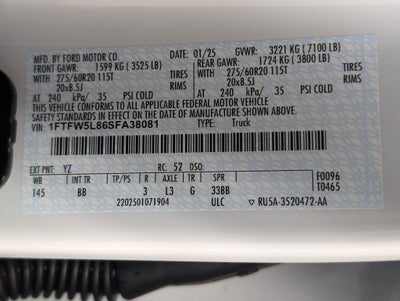 MFD. BY FORD MOTOR CO. 01/25 GVWR: 3221 KG (7100 LB)
FRONT GAWR: 1599 KG (3525 LB) REAR GAWR: 1724 KG (3800 LB)
275/60R20 115T TIRES 275/60R20 115T TIRES
20x8.5J RIMS 20x8.5J RIMS
AT 240 kPa/ 35 PSI COLD AT 240 kPa/ 35 PSI COLD
THIS VEHICLE CONFORMS TO ALL APPLICABLE FEDERAL MOTOR VEHICLE
SAFETY STANDARDS IN EFFECT ON THE DATE OF MANUFACTURE SHOWN ABOVE.
VIN: 1FTFW5L86SFA38081 TYPE: Truck
EXT PNT: YZ RC: 52 DSO:
WB INT TR TP/PS R AXLE TR SPR F0096
145 BB 3 L3 G 33BB T0465
2202501071904 ULC RU5A-3520472-AA